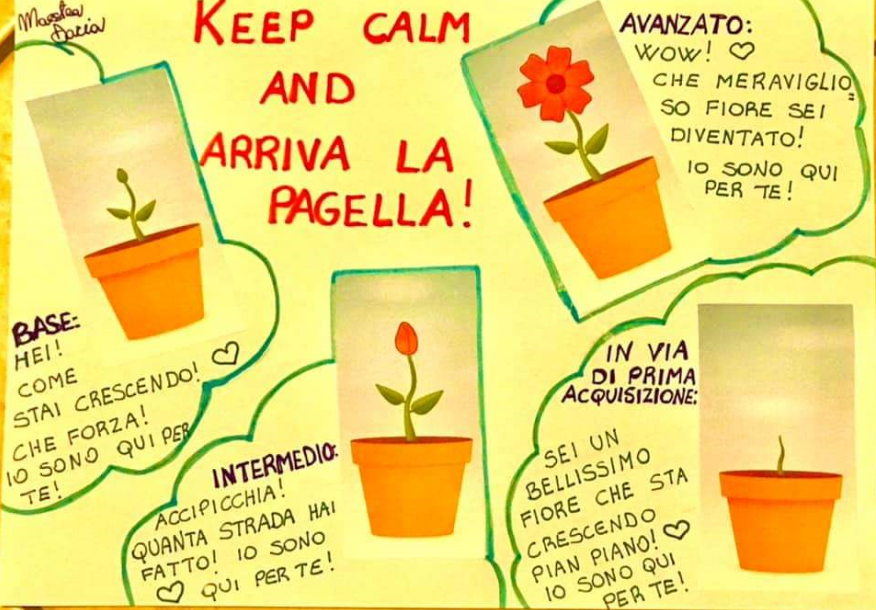 Maestra
Dacia
KEEP CALM
AND
ARRIVA LA
PAGELLA!
BASE:
HEI!
COME
STAI CRESCENDO!
CHE FORZA!
IO SONO QUI PER
TE!
INTERMEDIO:
ACCIPICCHIA!
QUANTA STRADA HAI
FATTO! IO SONO
QUI PER TE!
AVANZATO:
WOW!
CHE MERAVIGLIO=
SO FIORE SEI
DIVENTATO!
IO SONO QUI
PER TE!
IN VIA
DI PRIMA
ACQUISIZIONE:
SEI UN
BELLISSIMO
FIORE CHE STA
CRESCENDO
PIAN PIANO!
IO SONO QUI
PER TE!